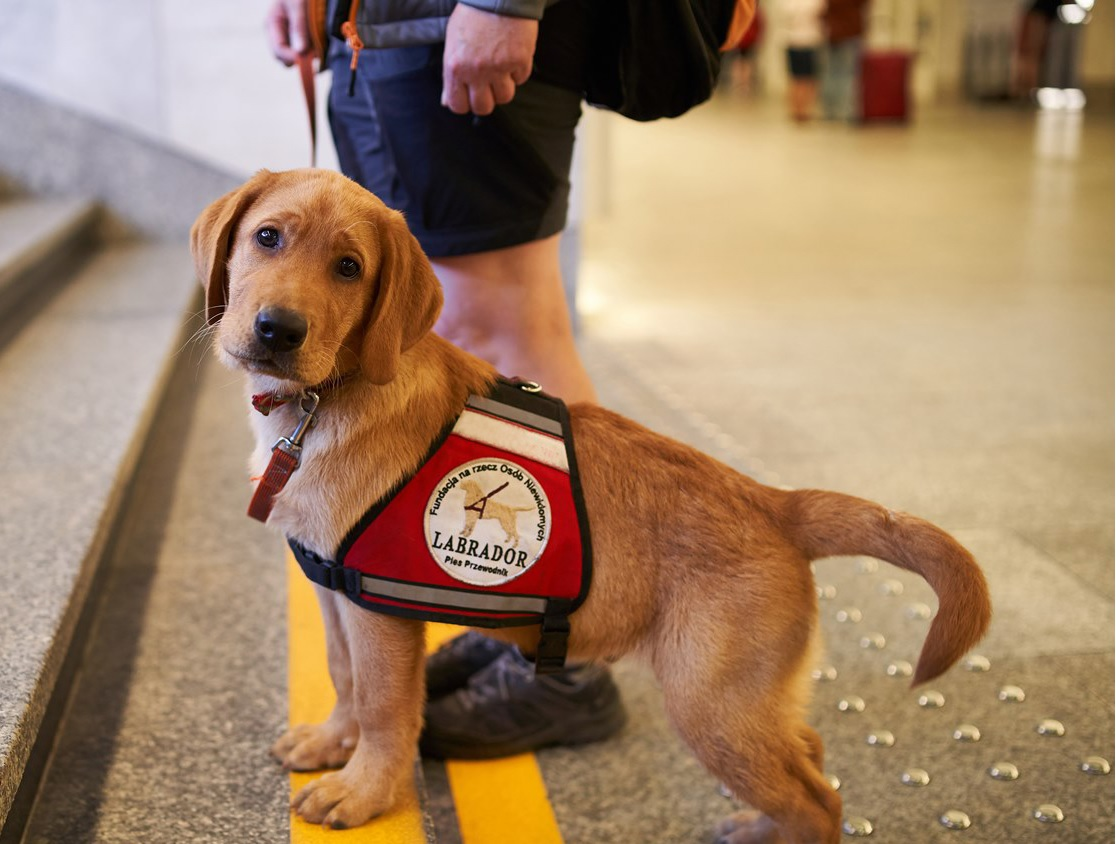 Fundacja na rzecz Osób Niewidomych
LABRADOR
Pies Przewodnik